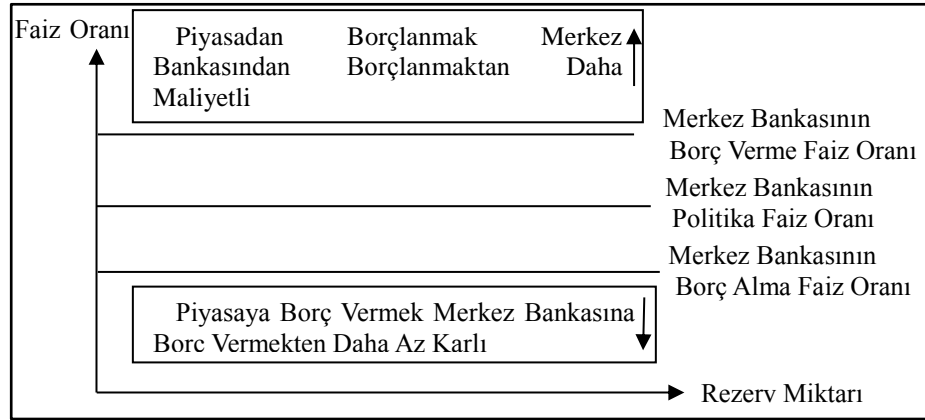 Faiz Oranı
Piyasadan Borçlanmak Merkez
Bankasından Borçlanmaktan Daha
Maliyetli
Merkez Bankasının
Borç Verme Faiz Oranı
Merkez Bankasının
Politika Faiz Oranı
Merkez Bankasının
Borç Alma Faiz Oranı
Piyasaya Borç Vermek Merkez Bankasına
Borc Vermekten Daha Az Karlı
Rezerv Miktarı